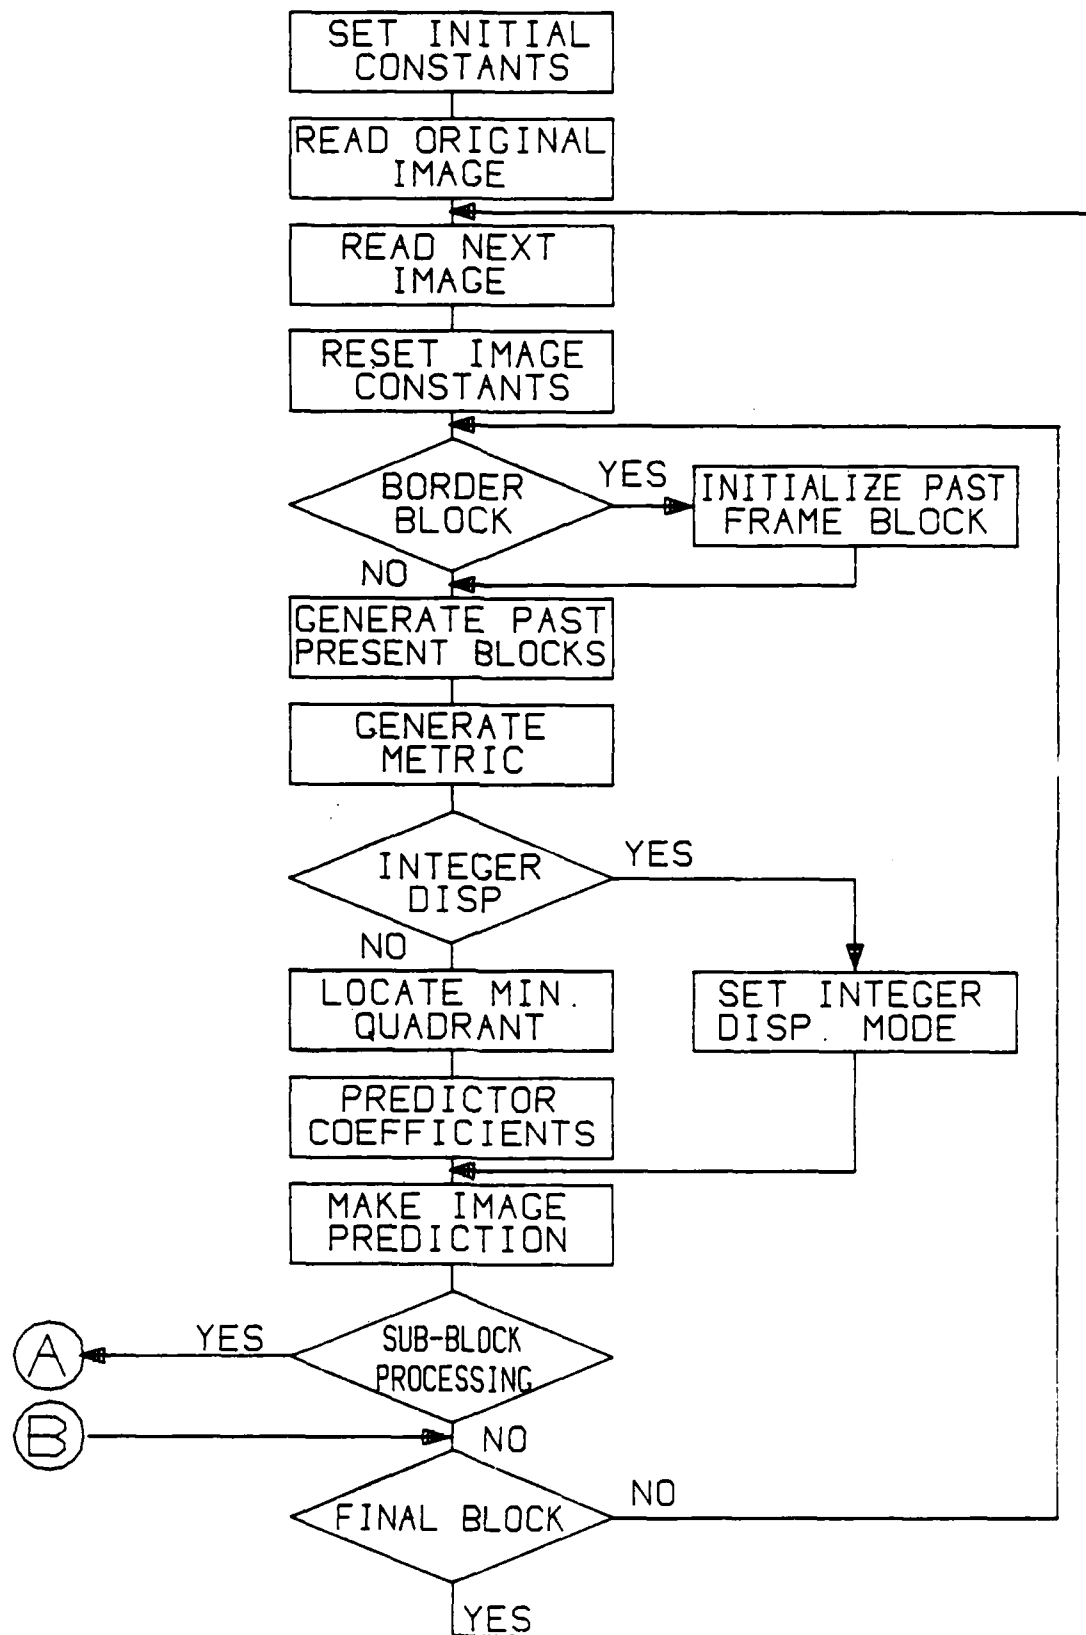 SET INITIAL
CONSTANTS
READ ORIGINAL
IMAGE
READ NEXT
IMAGE
RESET IMAGE
CONSTANTS
BORDER
BLOCK
YES
INITIALIZE PAST
FRAME BLOCK
NO
GENERATE PAST
PRESENT BLOCKS
GENERATE
METRIC
INTEGER
DISP
YES
NO
LOCATE MIN.
QUADRANT
SET INTEGER
DISP. MODE
PREDICTOR
COEFFICIENTS
MAKE IMAGE
PREDICTION
SUB-BLOCK
PROCESSING
YES
A
B
NO
FINAL BLOCK
NO
YES